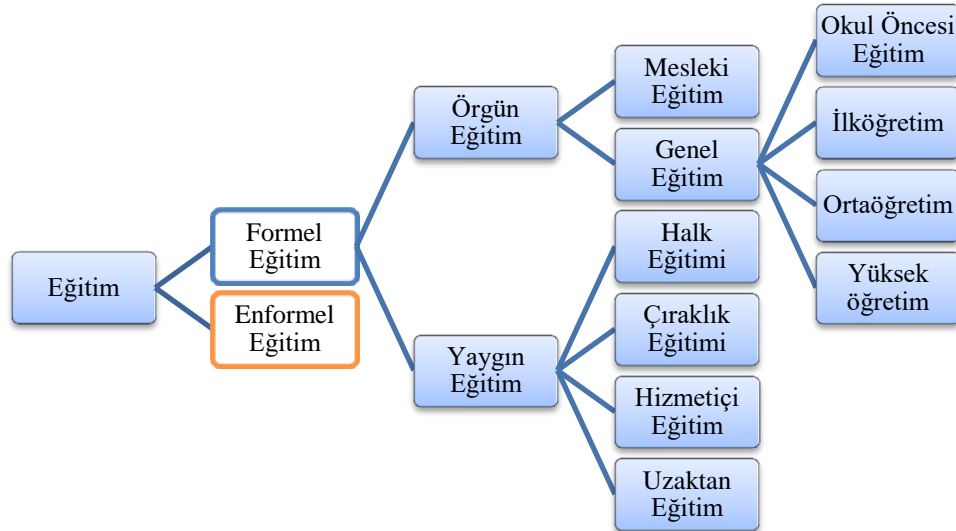 Eğitim
Formel
Eğitim
Enformel
Eğitim
Örgün
Eğitim
Yaygın
Eğitim
Mesleki
Eğitim
Genel
Eğitim
Halk
Eğitimi
Çıraklık
Eğitimi
Hizmetiçi
Eğitim
Uzaktan
Eğitim
Okul Öncesi
Eğitim
İlköğretim
Ortaöğretim
Yüksek
öğretim